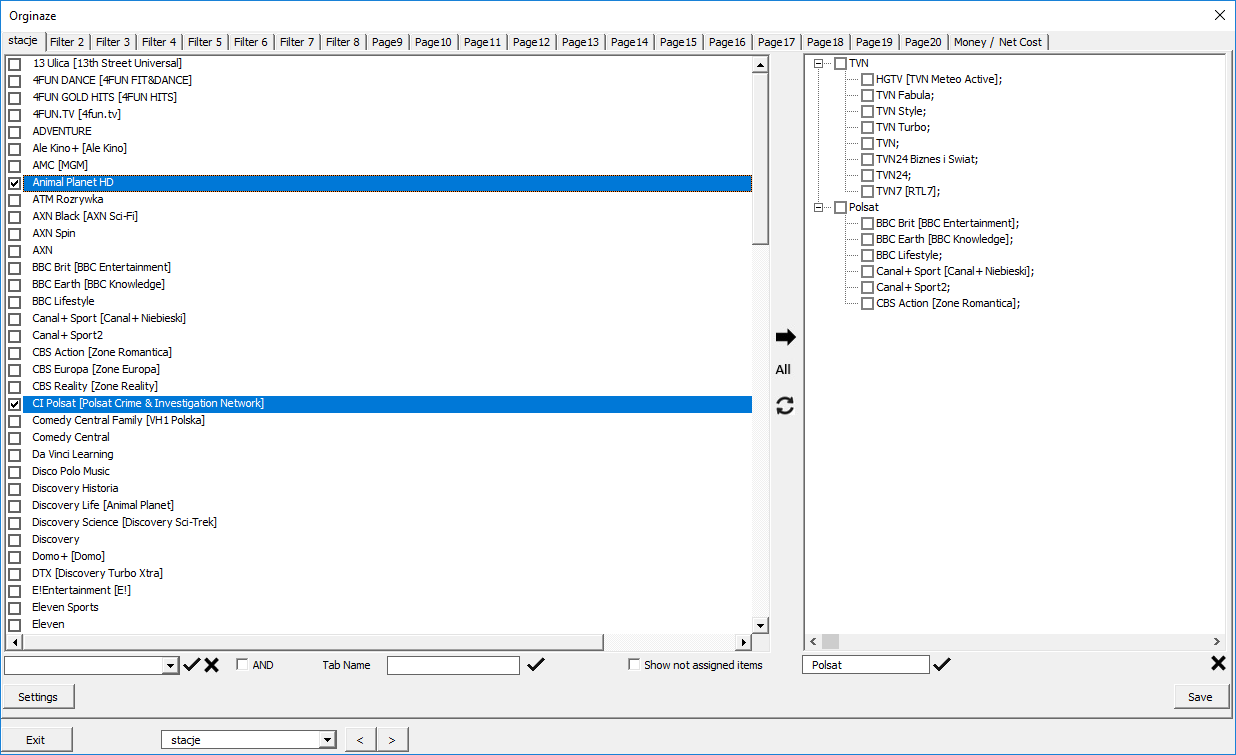 Orginaze
stacje Filter 2 Filter 3 Filter 4 Filter 5 Filter 6 Filter 7 Filter 8 Page9 Page10 Page11 Page12 Page13 Page14 Page15 Page16 Page17 Page18 Page19 Page20 Money / Net Cost
13 Ulica [13th Street Universal]
4FUN DANCE [4FUN FIT&DANCE]
4FUN GOLD HITS [4FUN HITS]
4FUN.TV [4fun.tv]
ADVENTURE
Ale Kino+ [Ale Kino]
AMC [MGM]
Animal Planet HD
ATM Rozrywka
AXN Black [AXN Sci-Fi]
AXN Spin
AXN
BBC Brit [BBC Entertainment]
BBC Earth [BBC Knowledge]
BBC Lifestyle
Canal+ Sport [Canal+ Niebieski]
Canal+ Sport2
CBS Action [Zone Romantica]
CBS Europa [Zone Europa]
CBS Reality [Zone Reality]
CI Polsat [Polsat Crime & Investigation Network]
Comedy Central Family [VH1 Polska]
Comedy Central
Da Vinci Learning
Disco Polo Music
Discovery Historia
Discovery Life [Animal Planet]
Discovery Science [Discovery Sci-Trek]
Discovery
Domo+ [Domo]
DTX [Discovery Turbo Xtra]
E!Entertainment [E!]
Eleven Sports
Eleven
All
TVN
HGTV [TVN Meteo Active];
TVN Fabula;
TVN Style;
TVN Turbo;
TVN;
TVN24 Biznes i Swiat;
TVN24;
TVN7 [RTL7];
Polsat
BBC Brit [BBC Entertainment];
BBC Earth [BBC Knowledge];
BBC Lifestyle;
Canal+ Sport [Canal+ Niebieski];
Canal+ Sport2;
CBS Action [Zone Romantica];
AND Tab Name Show not assigned items Polsat
Settings Save
Exit stacje < >